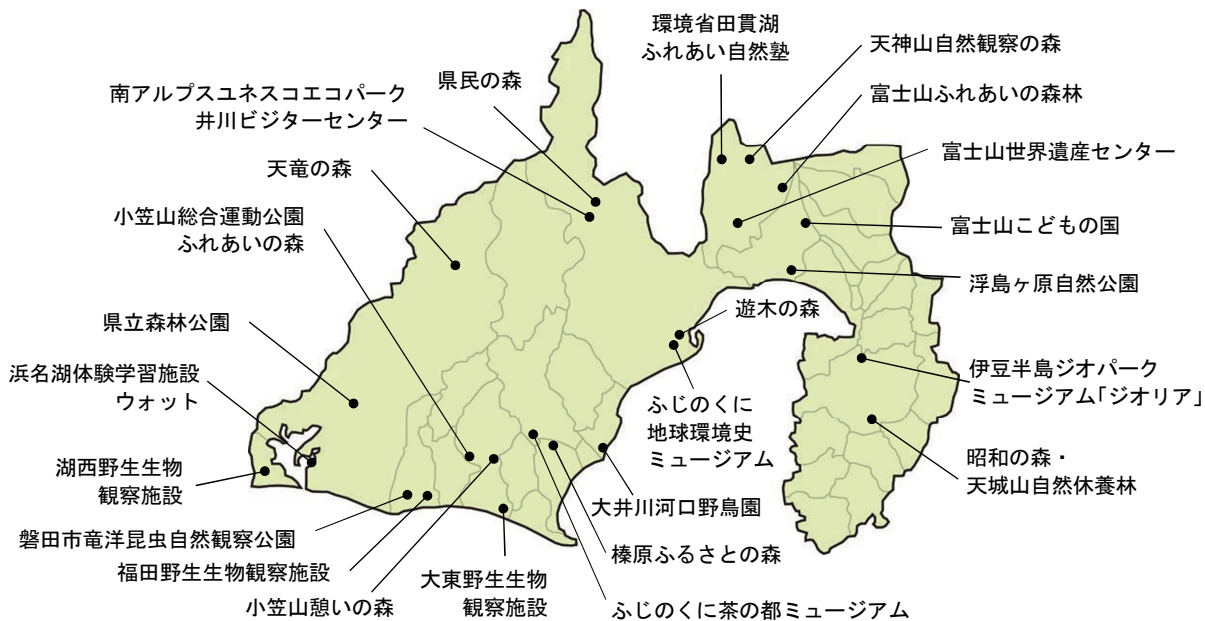 環境省田貫湖
ふれあい自然塾
天神山自然観察の森
県民の森
南アルプスユネスコエコパーク
井川ビジターセンター
富士山ふれあいの森林
富士山世界遺産センター
天竜の森
小笠山総合運動公園
ふれあいの森
富士山こどもの国
浮島ヶ原自然公園
遊木の森
県立森林公園
浜名湖体験学習施設
ウォット
伊豆半島ジオパーク
ミュージアム「ジオリア」
ふじのくに
地球環境史
ミュージアム
湖西野生生物
観察施設
昭和の森・
天城山自然休養林
大井川河口野鳥園
磐田市竜洋昆虫自然観察公園
榛原ふるさとの森
福田野生生物観察施設
大東野生生物
観察施設
小笠山憩いの森
ふじのくに茶の都ミュージアム